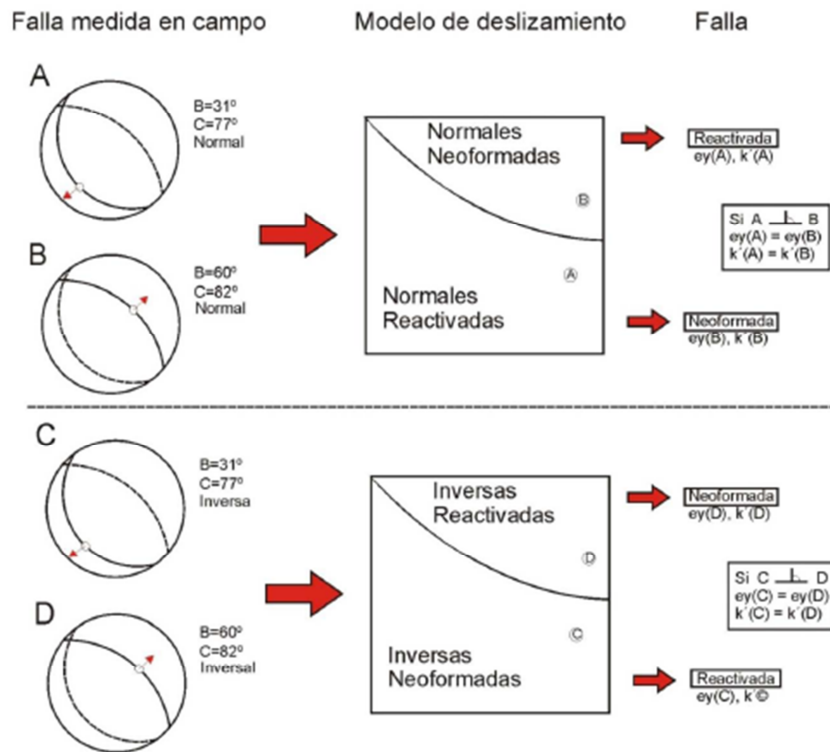 Falla medida en campo
Modelo de deslizamiento
Falla
A
B=31º
C=77º
Normal
B
B=60º
C=82º
Normal
Normales
Neoformadas
B
A
Normales
Reactivadas
Reactivada
ey(A), k´(A)
Si A B
ey(A) = ey(B)
k´(A) = k´(B)
Neoformada
ey(B), k´(B)
C
B=31º
C=77º
Inversa
D
B=60º
C=82º
Inversal
Inversas
Reactivadas
D
C
Inversas
Neoformadas
Neoformada
ey(D), k´(D)
Si C D
ey(C) = ey(D)
k´(C) = k´(D)
Reactivada
ey(C), k´©